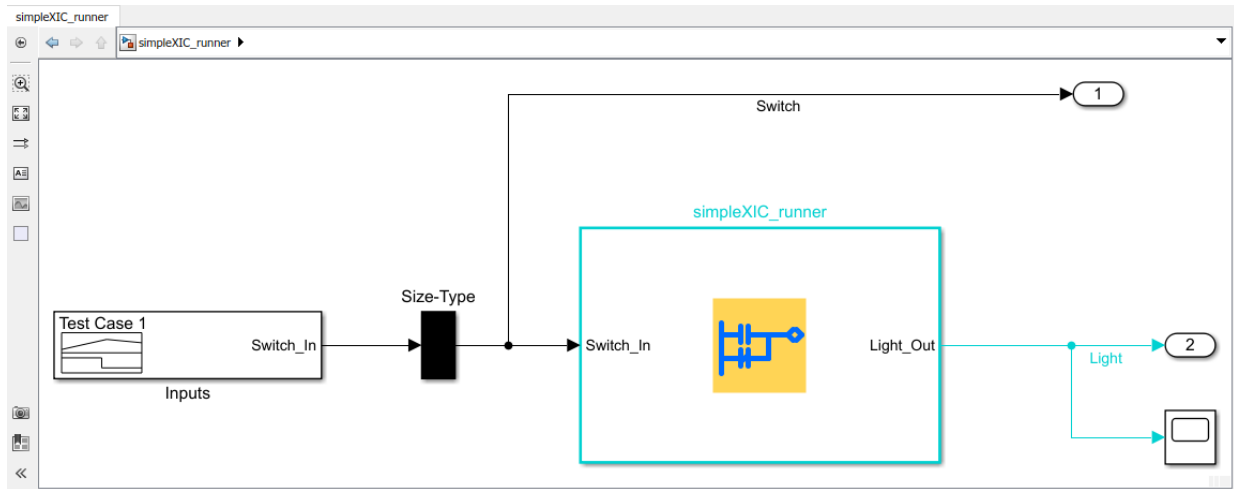 simpleXIC_runner
simpleXIC_runner
Switch
1
simpleXIC_runner
Size-Type
Test Case 1
Switch_In
Switch_In
Light_Out
2
Light
Inputs